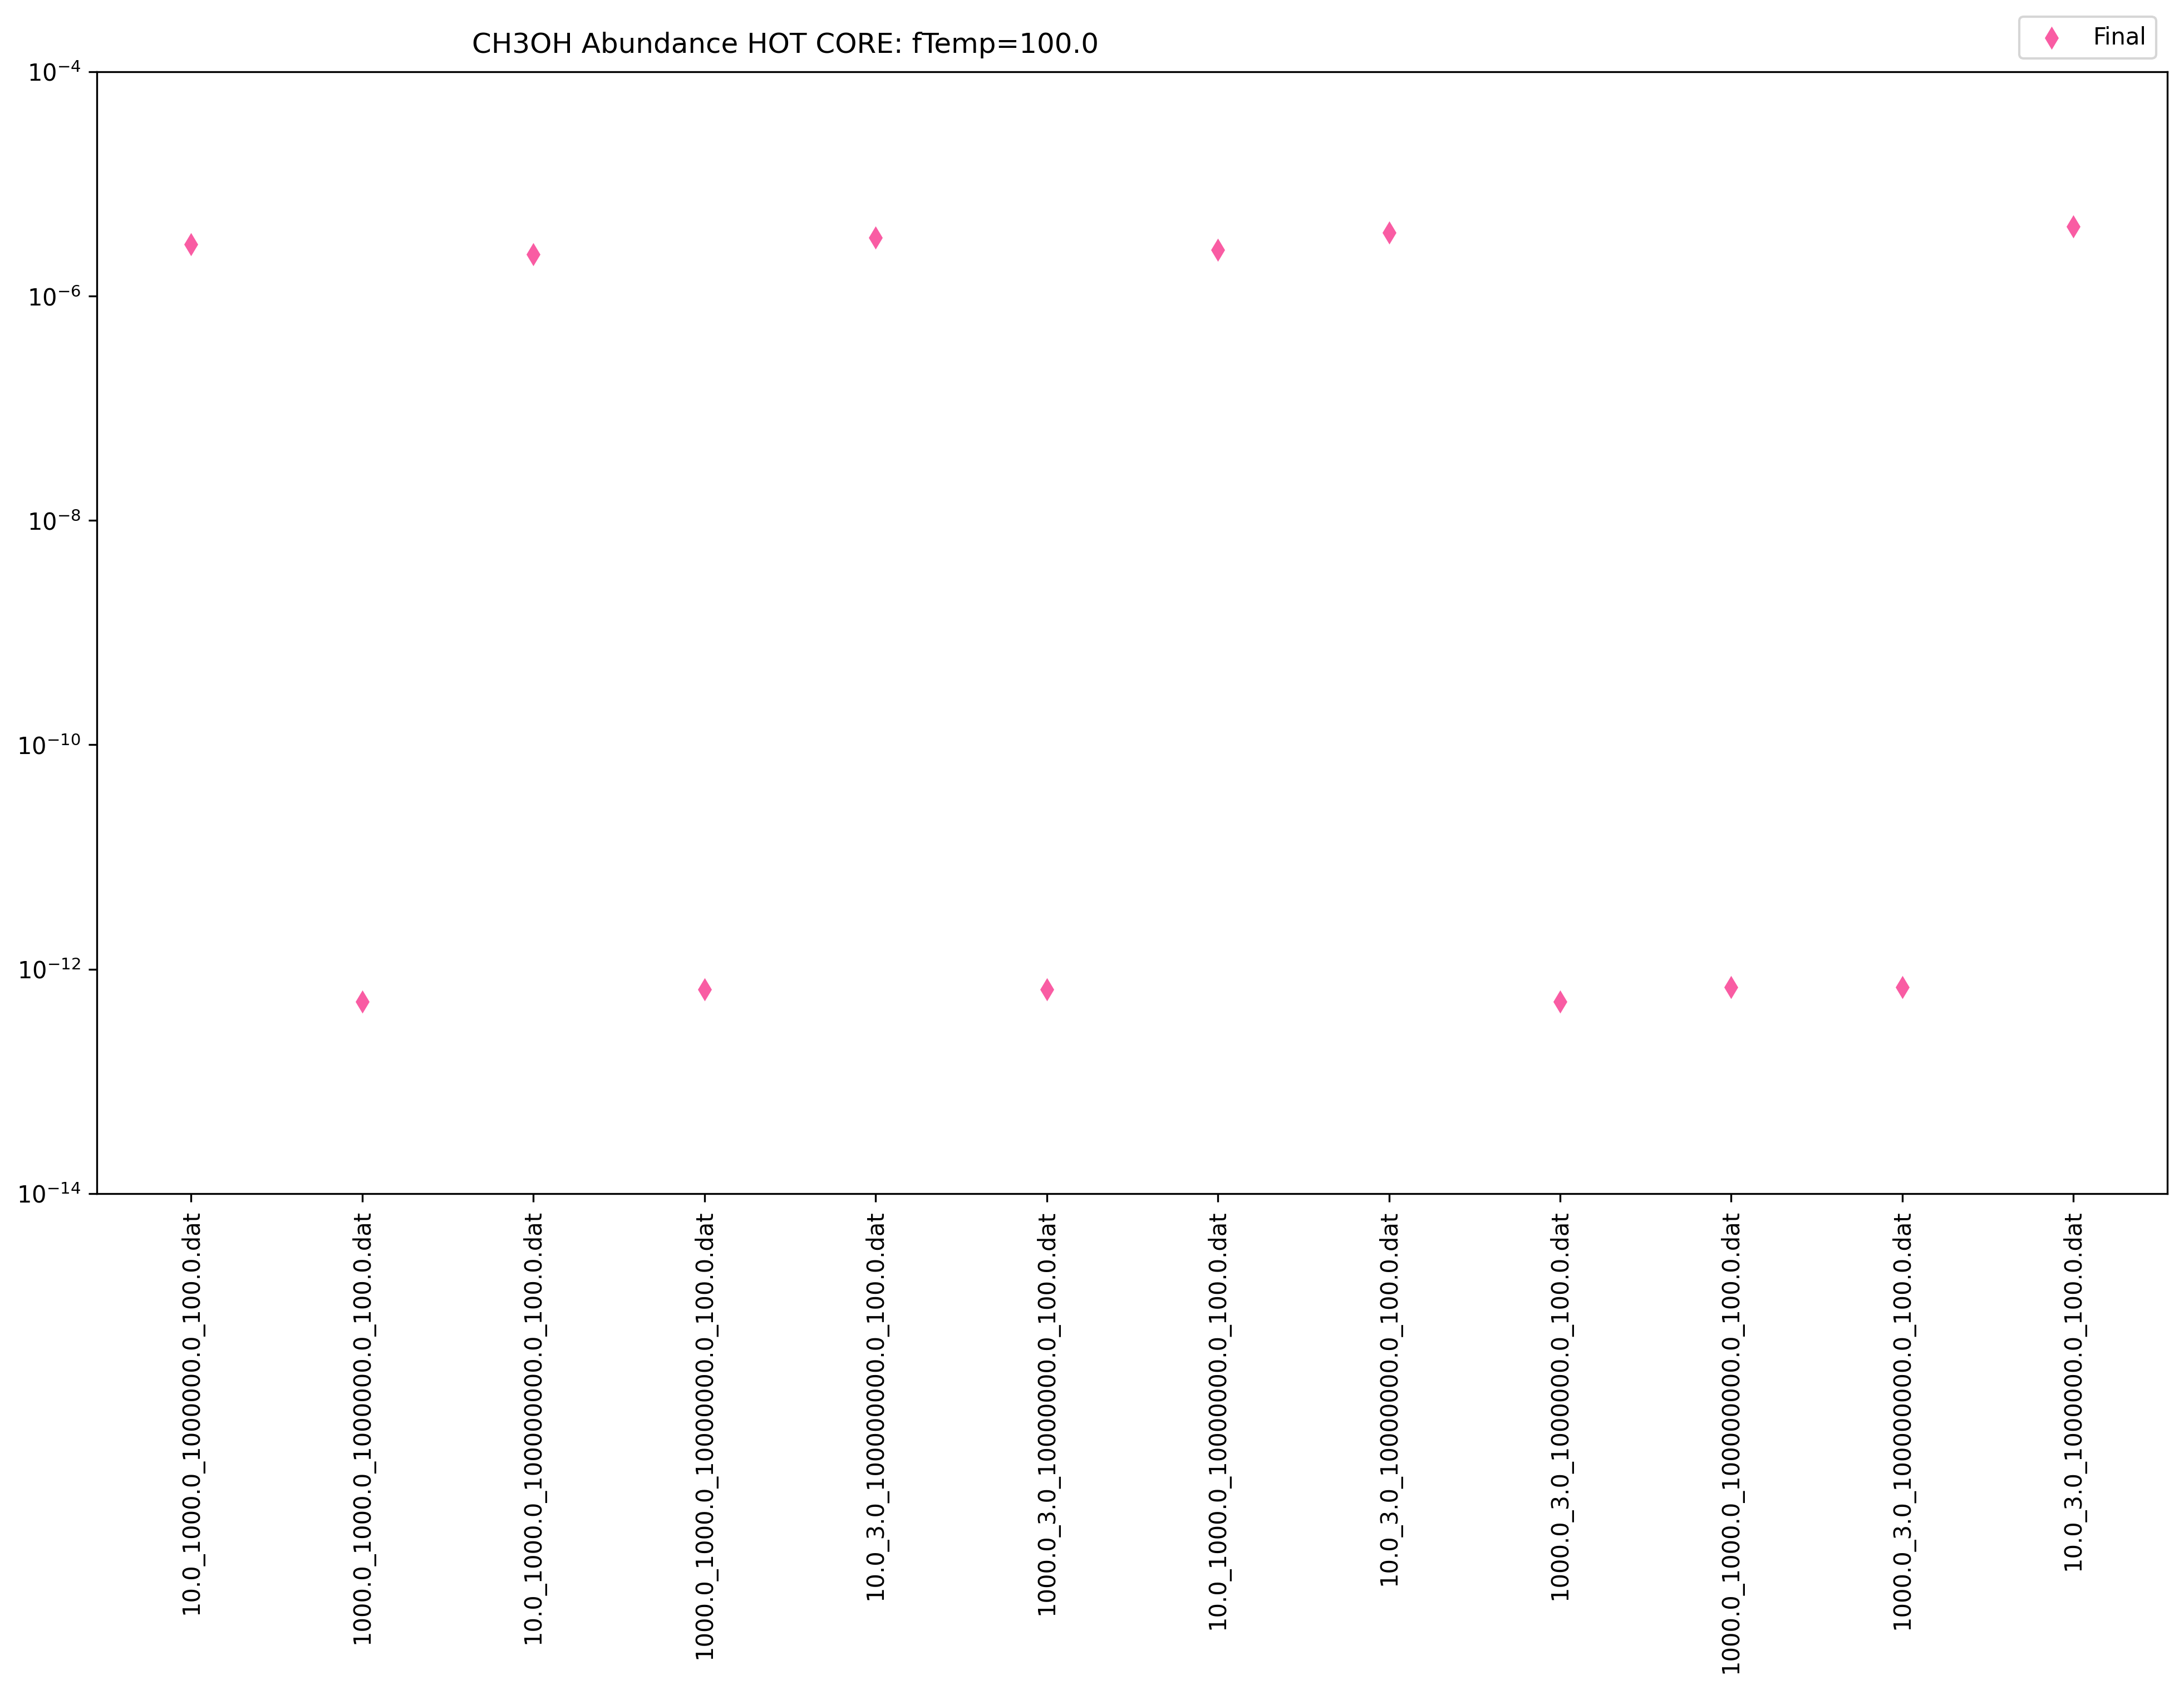 CH3OH Abundance HOT CORE: fTemp=100.0
Final
10⁻⁴
10⁻⁶
10⁻⁸
10⁻¹⁰
10⁻¹²
10⁻¹⁴
10.0_1000.0_1000000.0_100.0.dat
1000.0_1000.0_1000000.0_100.0.dat
10.0_1000.0_100000000.0_100.0.dat
1000.0_1000.0_10000000.0_100.0.dat
10.0_3.0_100000000.0_100.0.dat
1000.0_3.0_10000000.0_100.0.dat
10.0_1000.0_10000000.0_100.0.dat
10.0_3.0_10000000.0_100.0.dat
1000.0_3.0_1000000.0_100.0.dat
1000.0_1000.0_100000000.0_100.0.dat
1000.0_3.0_100000000.0_100.0.dat
10.0_3.0_1000000.0_100.0.dat